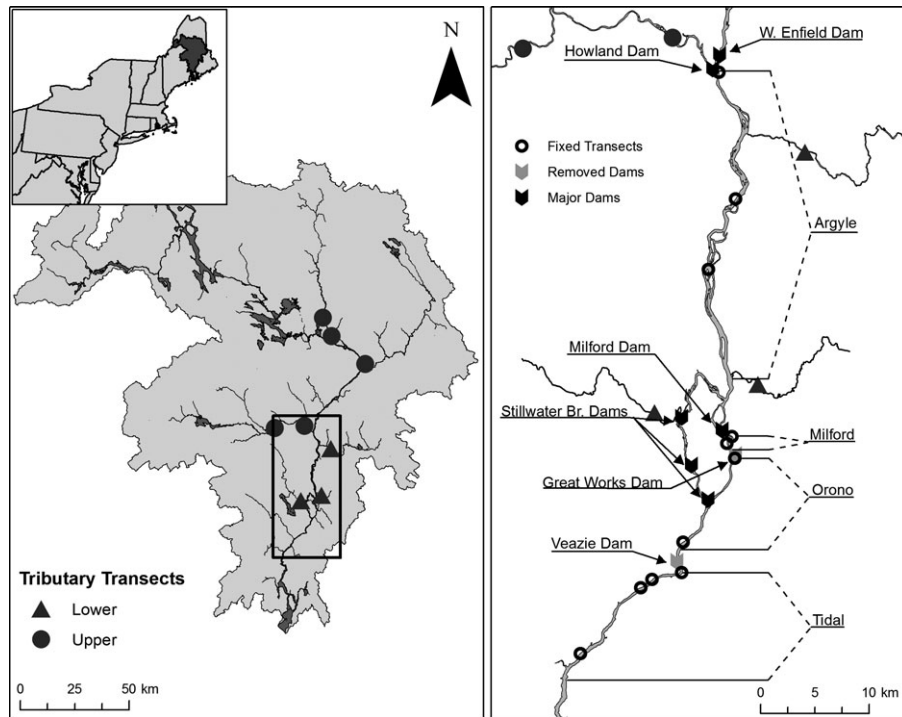 N
Tributary Transects
Lower
Upper
0 25 50 km
W. Enfield Dam
Howland Dam
Fixed Transects
Removed Dams
Major Dams
Argyle
Milford Dam
Stillwater Br. Dams
Milford
Great Works Dam
Orono
Veazie Dam
Tidal
0 5 10 km